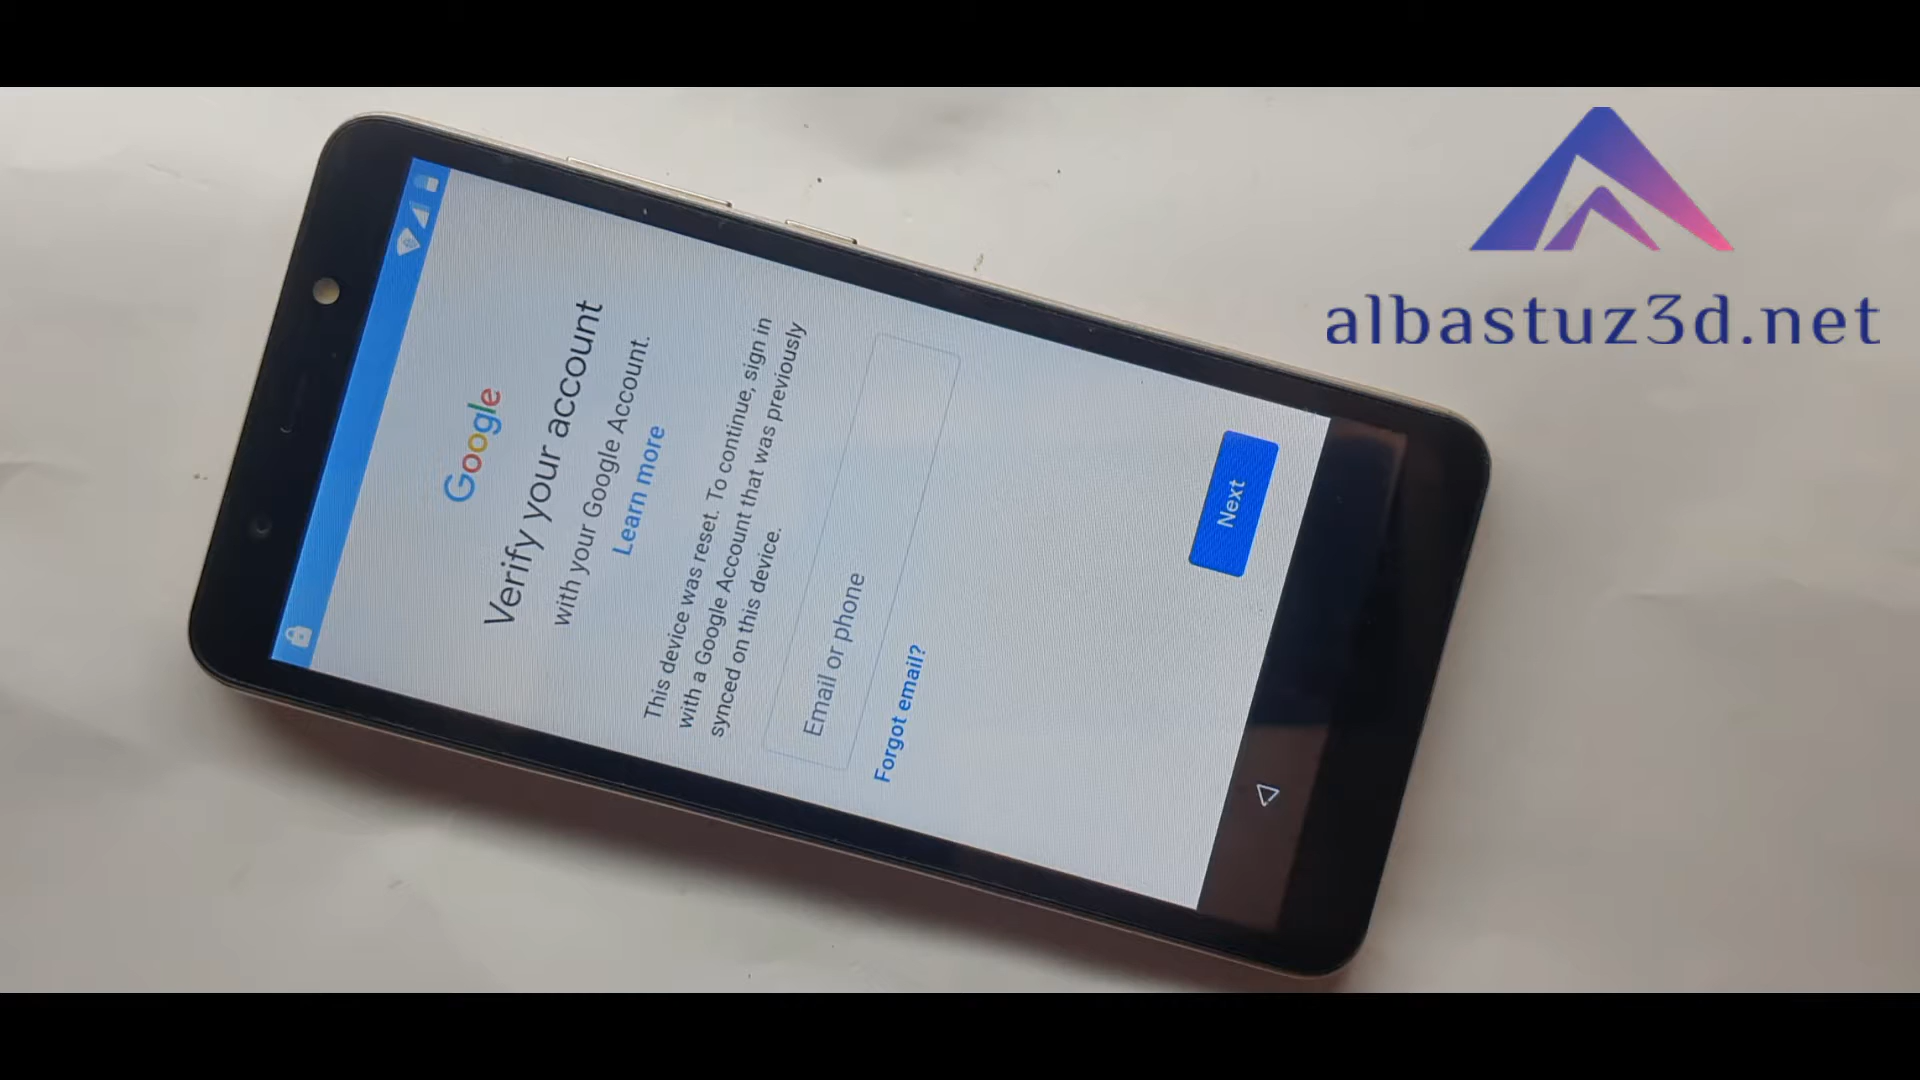 Google
Verify your account
with your Google Account.
Learn more
This device was reset. To continue, sign in
with a Google Account that was previously
synced on this device.
Email or phone
Forgot email?
Next
albastuz3d.net